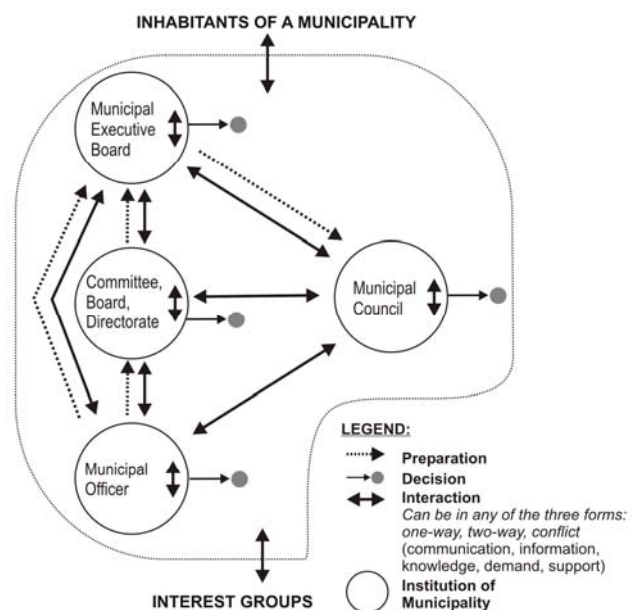 INHABITANTS OF A MUNICIPALITY
Municipal
Executive
Board
Committee,
Board,
Directorate
Municipal
Council
Municipal
Officer
LEGEND:
Preparation
Decision
Interaction
Can be in any of the three forms:
one-way, two-way, conflict
(communication, information,
knowledge, demand, support)
Institution of
Municipality
INTEREST GROUPS